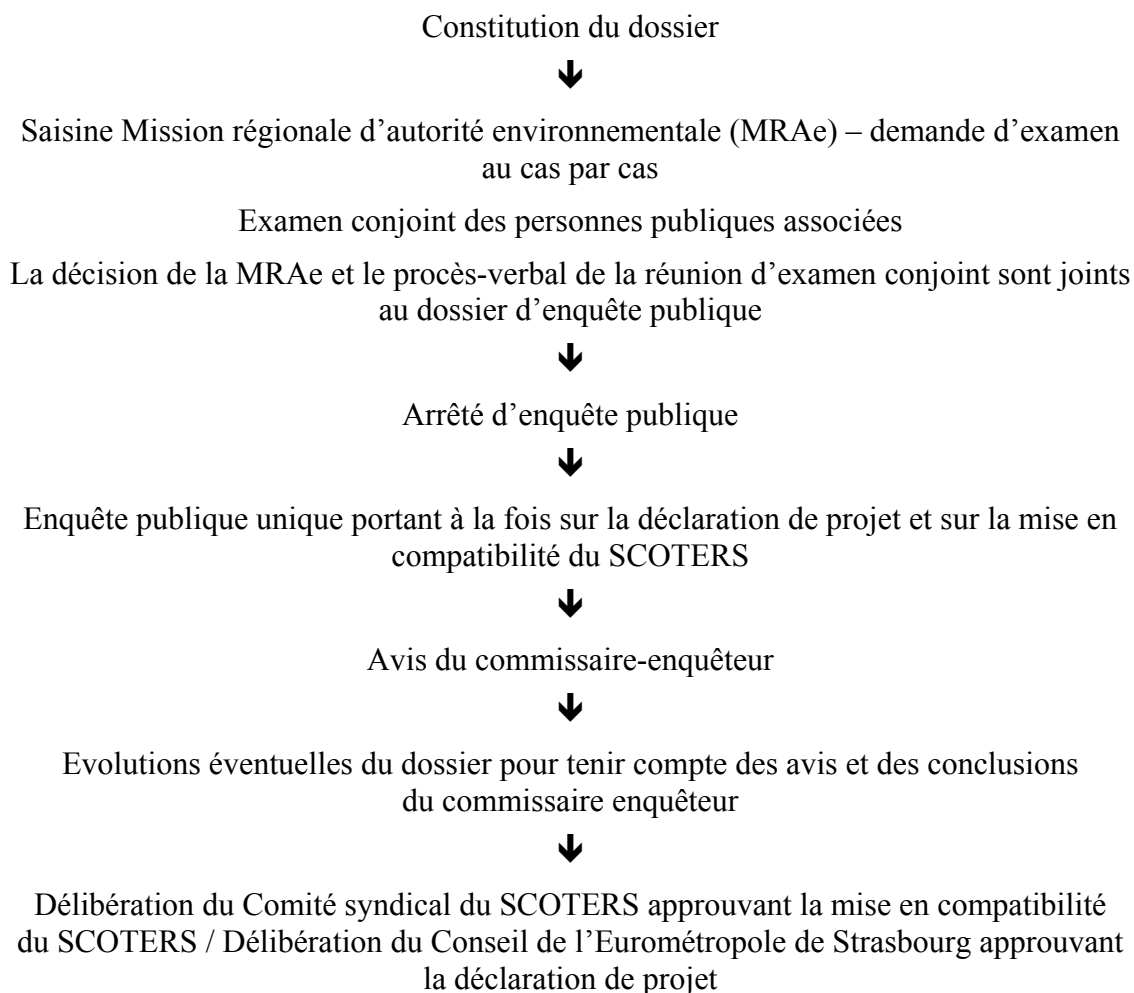 Constitution du dossier
Saisine Mission régionale d’autorité environnementale (MRAe) – demande d’examen
au cas par cas
Examen conjoint des personnes publiques associées
La décision de la MRAe et le procès-verbal de la réunion d’examen conjoint sont joints
au dossier d’enquête publique
Arrêté d’enquête publique
Enquête publique unique portant à la fois sur la déclaration de projet et sur la mise en
compatibilité du SCOTERS
Avis du commissaire-enquêteur
Evolutions éventuelles du dossier pour tenir compte des avis et des conclusions
du commissaire enquêteur
Délibération du Comité syndical du SCOTERS approuvant la mise en compatibilité
du SCOTERS / Délibération du Conseil de l’Eurométropole de Strasbourg approuvant
la déclaration de projet